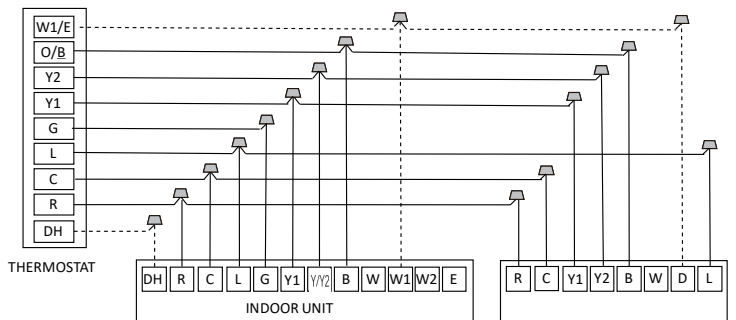 W1/E
O/B
Y2
Y1
G
L
C
R
DH
THERMOSTAT
DH R C L G Y1 Y/Y2 B W W1 W2 E
INDOOR UNIT
R C Y1 Y2 B W D L